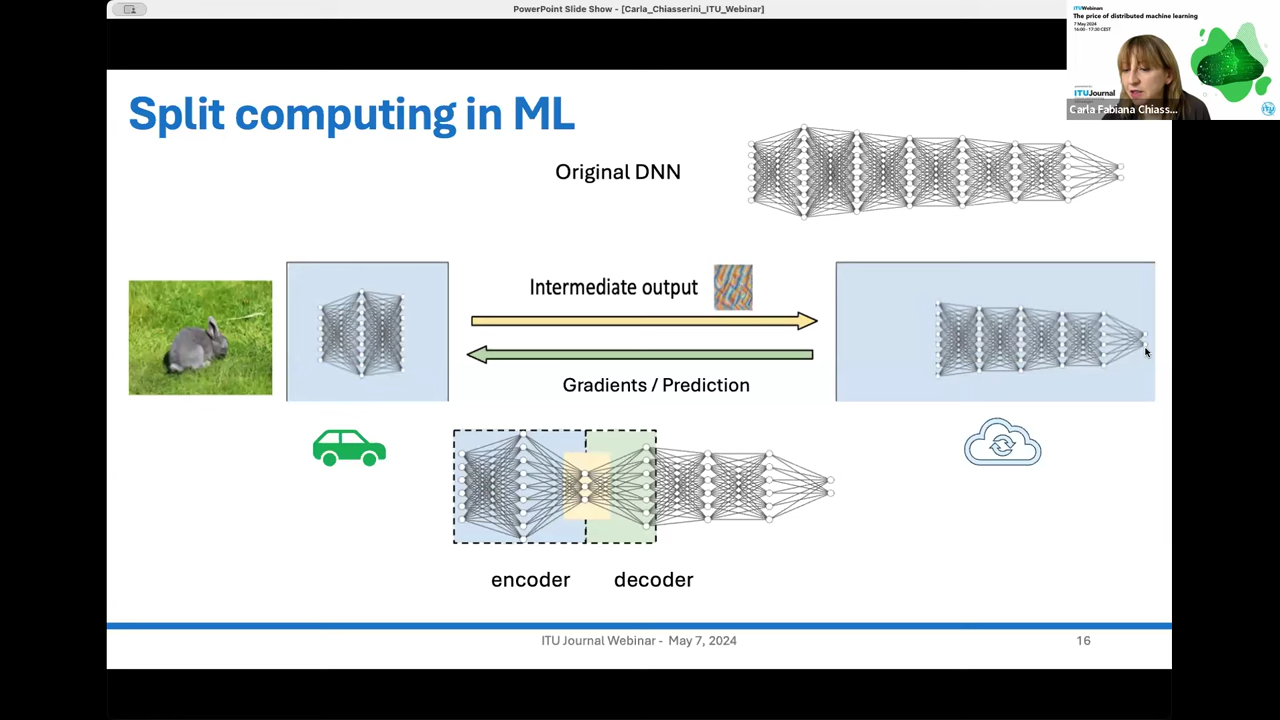 PowerPoint Slide Show - [Carla_Chiasserini_ITU_Webinar]
ITUWebinars
The price of distributed machine learning
7 May 2024
16:00 - 17:30 CEST
ITUJournal
Carla Fabiana Chiass...
Split computing in ML
Original DNN
Intermediate output
Gradients / Prediction
encoder decoder
ITU Journal Webinar - May 7, 2024
16